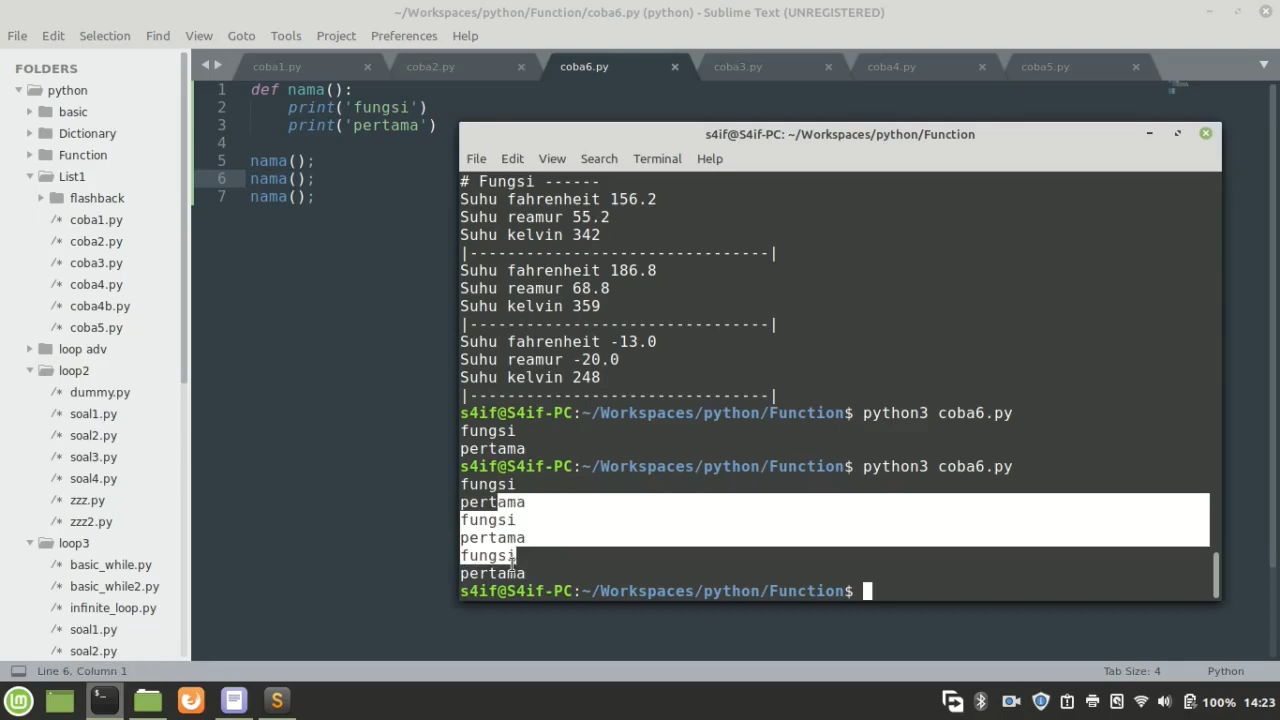 ~/Workspaces/python/Function/coba6.py (python) - Sublime Text (UNREGISTERED)
File Edit Selection Find View Goto Tools Project Preferences Help
FOLDERS
python
basic
Dictionary
Function
List1
flashback
/* coba1.py
/* coba2.py
/* coba3.py
/* coba4.py
/* coba4b.py
/* coba5.py
loop adv
loop2
/* dummy.py
/* soal1.py
/* soal2.py
/* soal3.py
/* soal4.py
/* zzz.py
/* zzz2.py
loop3
/* basic_while.py
/* basic_while2.py
/* infinite_loop.py
/* soal1.py
/* soal2.py
coba1.py coba2.py coba6.py coba3.py coba4.py coba5.py
1 def nama():
2 print('fungsi')
3 print('pertama')
4
5 nama();
6 nama();
7 nama();
s4if@S4if-PC: ~/Workspaces/python/Function
File Edit View Search Terminal Help
# Fungsi ------
Suhu fahrenheit 156.2
Suhu reamur 55.2
Suhu kelvin 342
|--------------------------------|
Suhu fahrenheit 186.8
Suhu reamur 68.8
Suhu kelvin 359
|--------------------------------|
Suhu fahrenheit -13.0
Suhu reamur -20.0
Suhu kelvin 248
|--------------------------------|
s4if@S4if-PC:~/Workspaces/python/Function$ python3 coba6.py
fungsi
pertama
s4if@S4if-PC:~/Workspaces/python/Function$ python3 coba6.py
fungsi
pertama
fungsi
pertama
fungsi
pertama
s4if@S4if-PC:~/Workspaces/python/Function$
Line 6, Column 1 Tab Size: 4 Python
100% 14:23